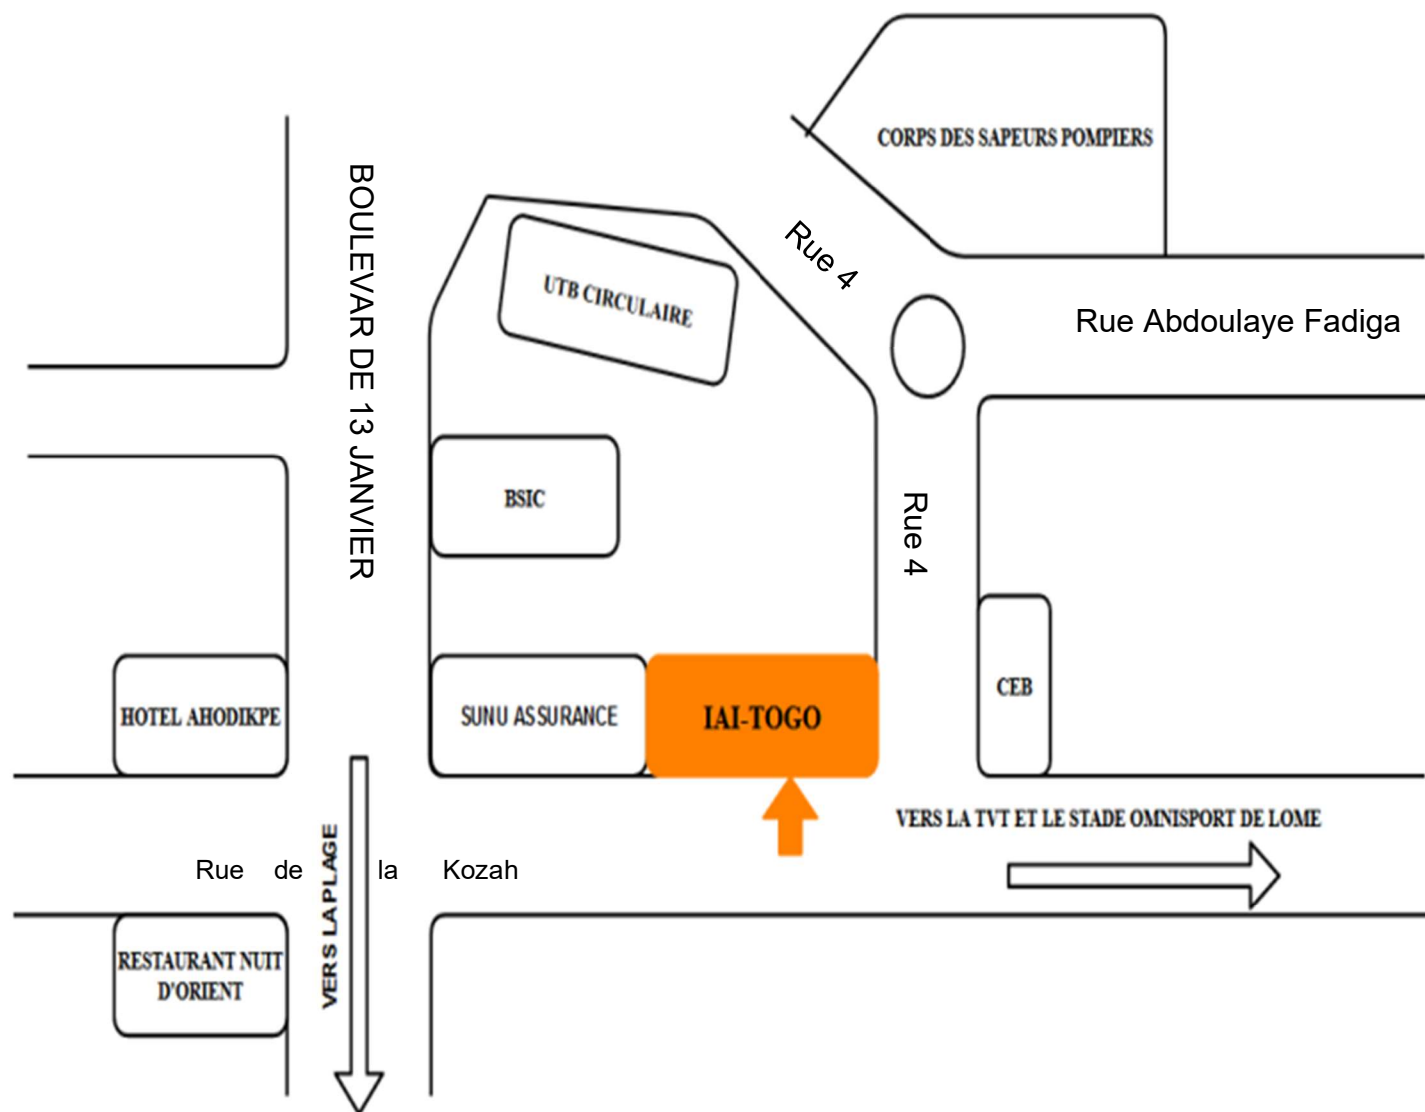 CORPS DES SAPEURS POMPIERS
BOULEVAR DE 13 JANVIER
Rue 4
UTB CIRCULAIRE
Rue Abdoulaye Fadiga
BSIC
Rue 4
HOTEL AHODIKPE
SUNU ASSURANCE
IAI-TOGO
CEB
VERS LA TVT ET LE STADE OMNISPORT DE LOME
Rue de la Kozah
VERS LA PLAGE
RESTAURANT NUIT
D'ORIENT